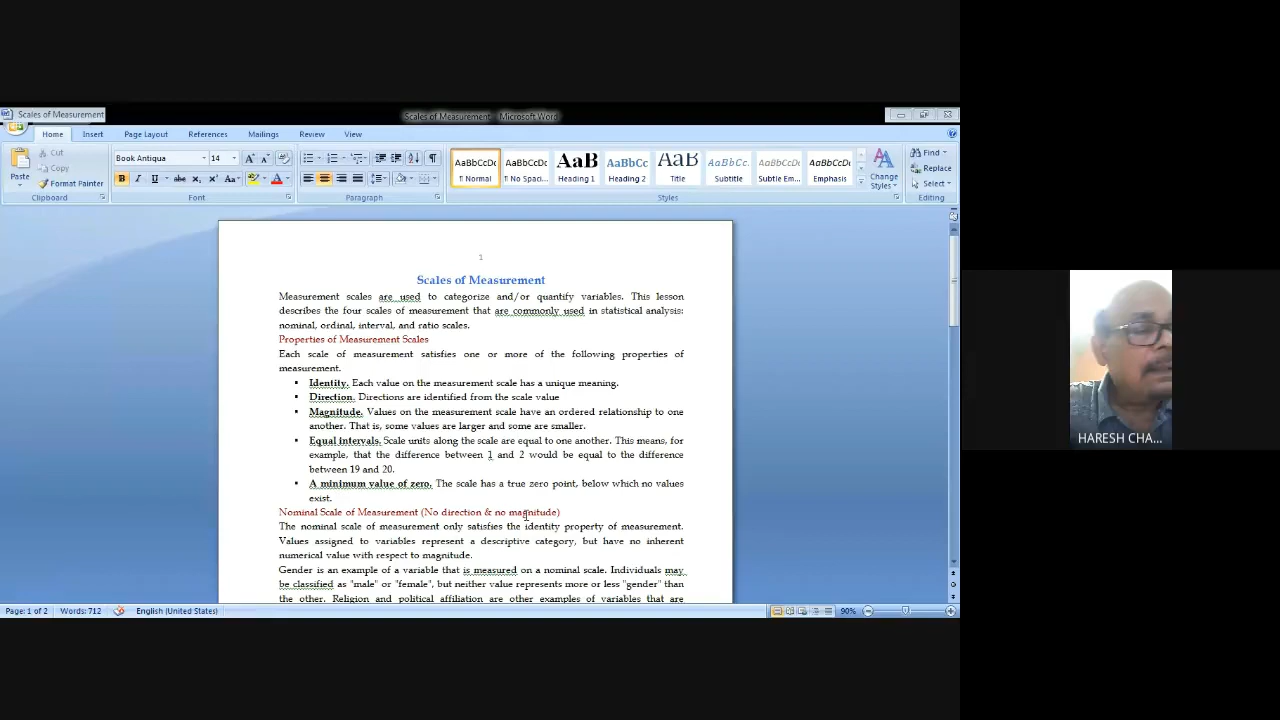 Scales of Measurement
Scales of Measurement - Microsoft Word
Home Insert Page Layout References Mailings Review View
Paste
Cut
Copy
Format Painter
Clipboard
Book Antiqua 14
Font
Paragraph
AaBbCcDc AaBbCcDc AaB AaBbCc AaB AaBbCc. AaBbCcDc AaBbCcDc
¶ Normal ¶ No Spaci... Heading 1 Heading 2 Title Subtitle Subtle Em... Emphasis
Change Styles
Styles
Find
Replace
Select
Editing
1
Scales of Measurement
Measurement scales are used to categorize and/or quantify variables. This lesson
describes the four scales of measurement that are commonly used in statistical analysis:
nominal, ordinal, interval, and ratio scales.
Properties of Measurement Scales
Each scale of measurement satisfies one or more of the following properties of
measurement.
▪ Identity. Each value on the measurement scale has a unique meaning.
▪ Direction. Directions are identified from the scale value
▪ Magnitude. Values on the measurement scale have an ordered relationship to one
another. That is, some values are larger and some are smaller.
▪ Equal intervals. Scale units along the scale are equal to one another. This means, for
example, that the difference between 1 and 2 would be equal to the difference
between 19 and 20.
▪ A minimum value of zero. The scale has a true zero point, below which no values
exist.
Nominal Scale of Measurement (No direction & no magnitude)
The nominal scale of measurement only satisfies the identity property of measurement.
Values assigned to variables represent a descriptive category, but have no inherent
numerical value with respect to magnitude.
Gender is an example of a variable that is measured on a nominal scale. Individuals may
be classified as "male" or "female", but neither value represents more or less "gender" than
the other. Religion and political affiliation are other examples of variables that are
Page: 1 of 2 Words: 712 English (United States) 90%
HARESH CHA...